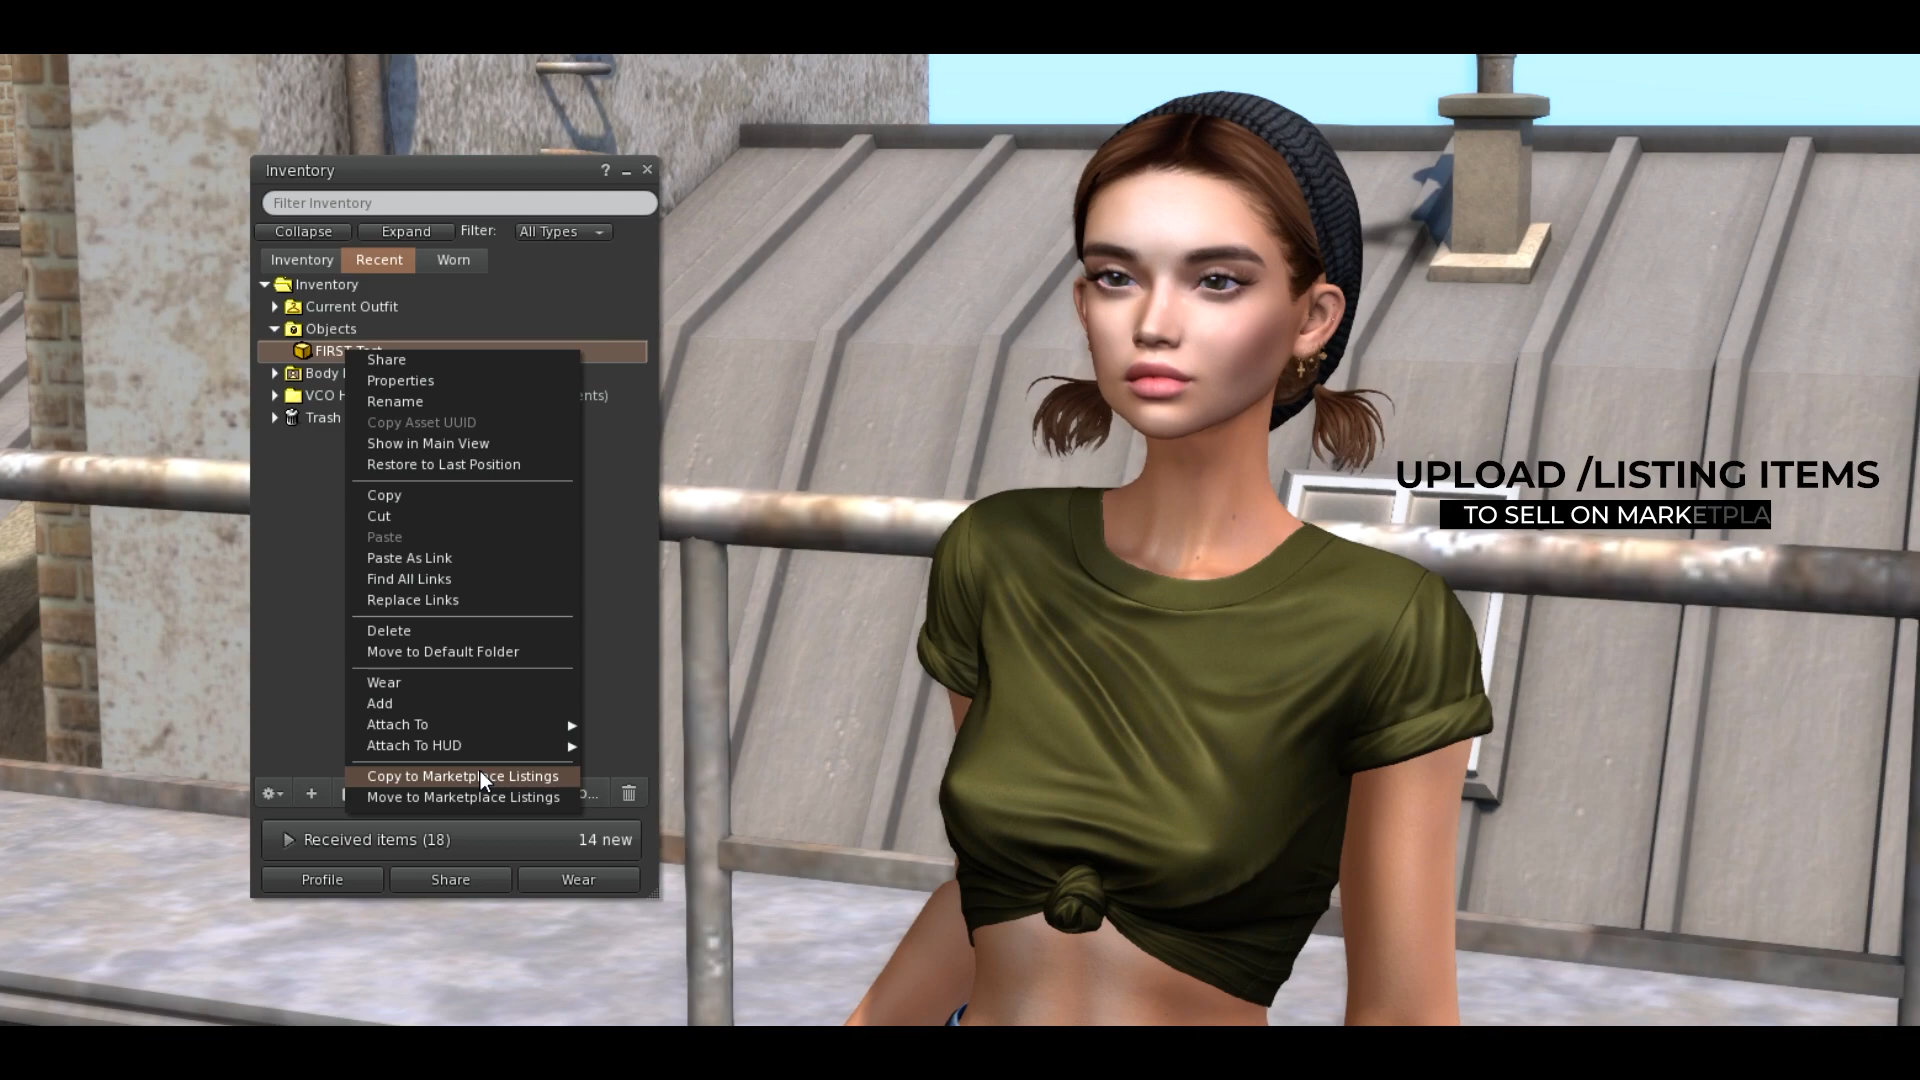 Inventory
?
Filter Inventory
Collapse Expand Filter: All Types
Inventory Recent Worn
Inventory
Current Outfit
Objects
FIRST
Body
VCO
Trash
Share
Properties
Rename
Copy Asset UUID
Show in Main View
Restore to Last Position
Copy
Cut
Paste
Paste As Link
Find All Links
Replace Links
Delete
Move to Default Folder
Wear
Add
Attach To
Attach To HUD
Copy to Marketplace Listings
Move to Marketplace Listings
Received items (18) 14 new
Profile Share Wear
UPLOAD /LISTING ITEMS
TO SELL ON MARKETPLA